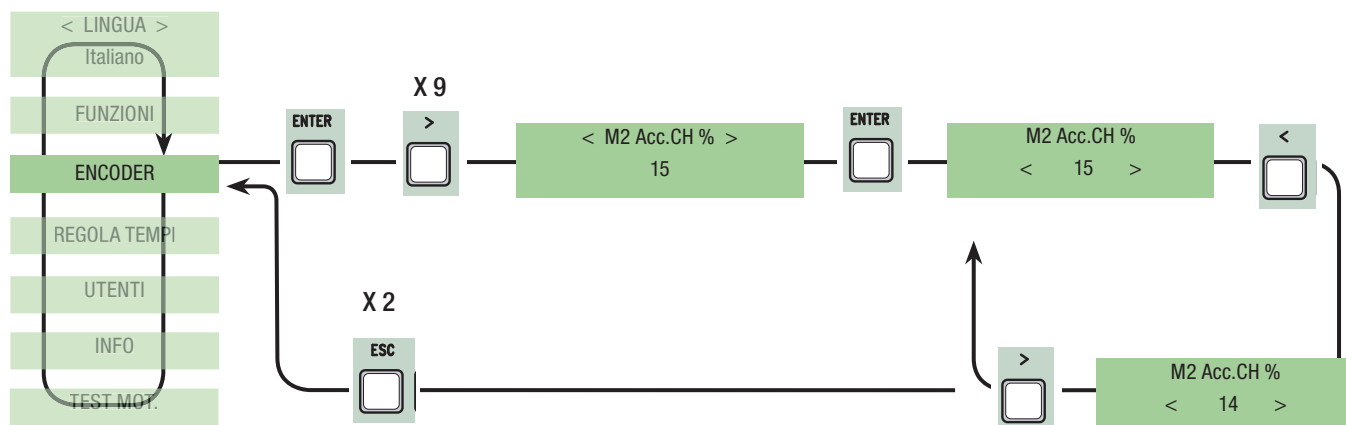 < LINGUA >
Italiano
FUNZIONI
ENCODER
REGOLA TEMPI
UTENTI
INFO
TEST MOT.
ENTER
X 9
>
< M2 Acc.CH % >
15
ENTER
M2 Acc.CH %
< 15 >
<
X 2
ESC
>
M2 Acc.CH %
< 14 >